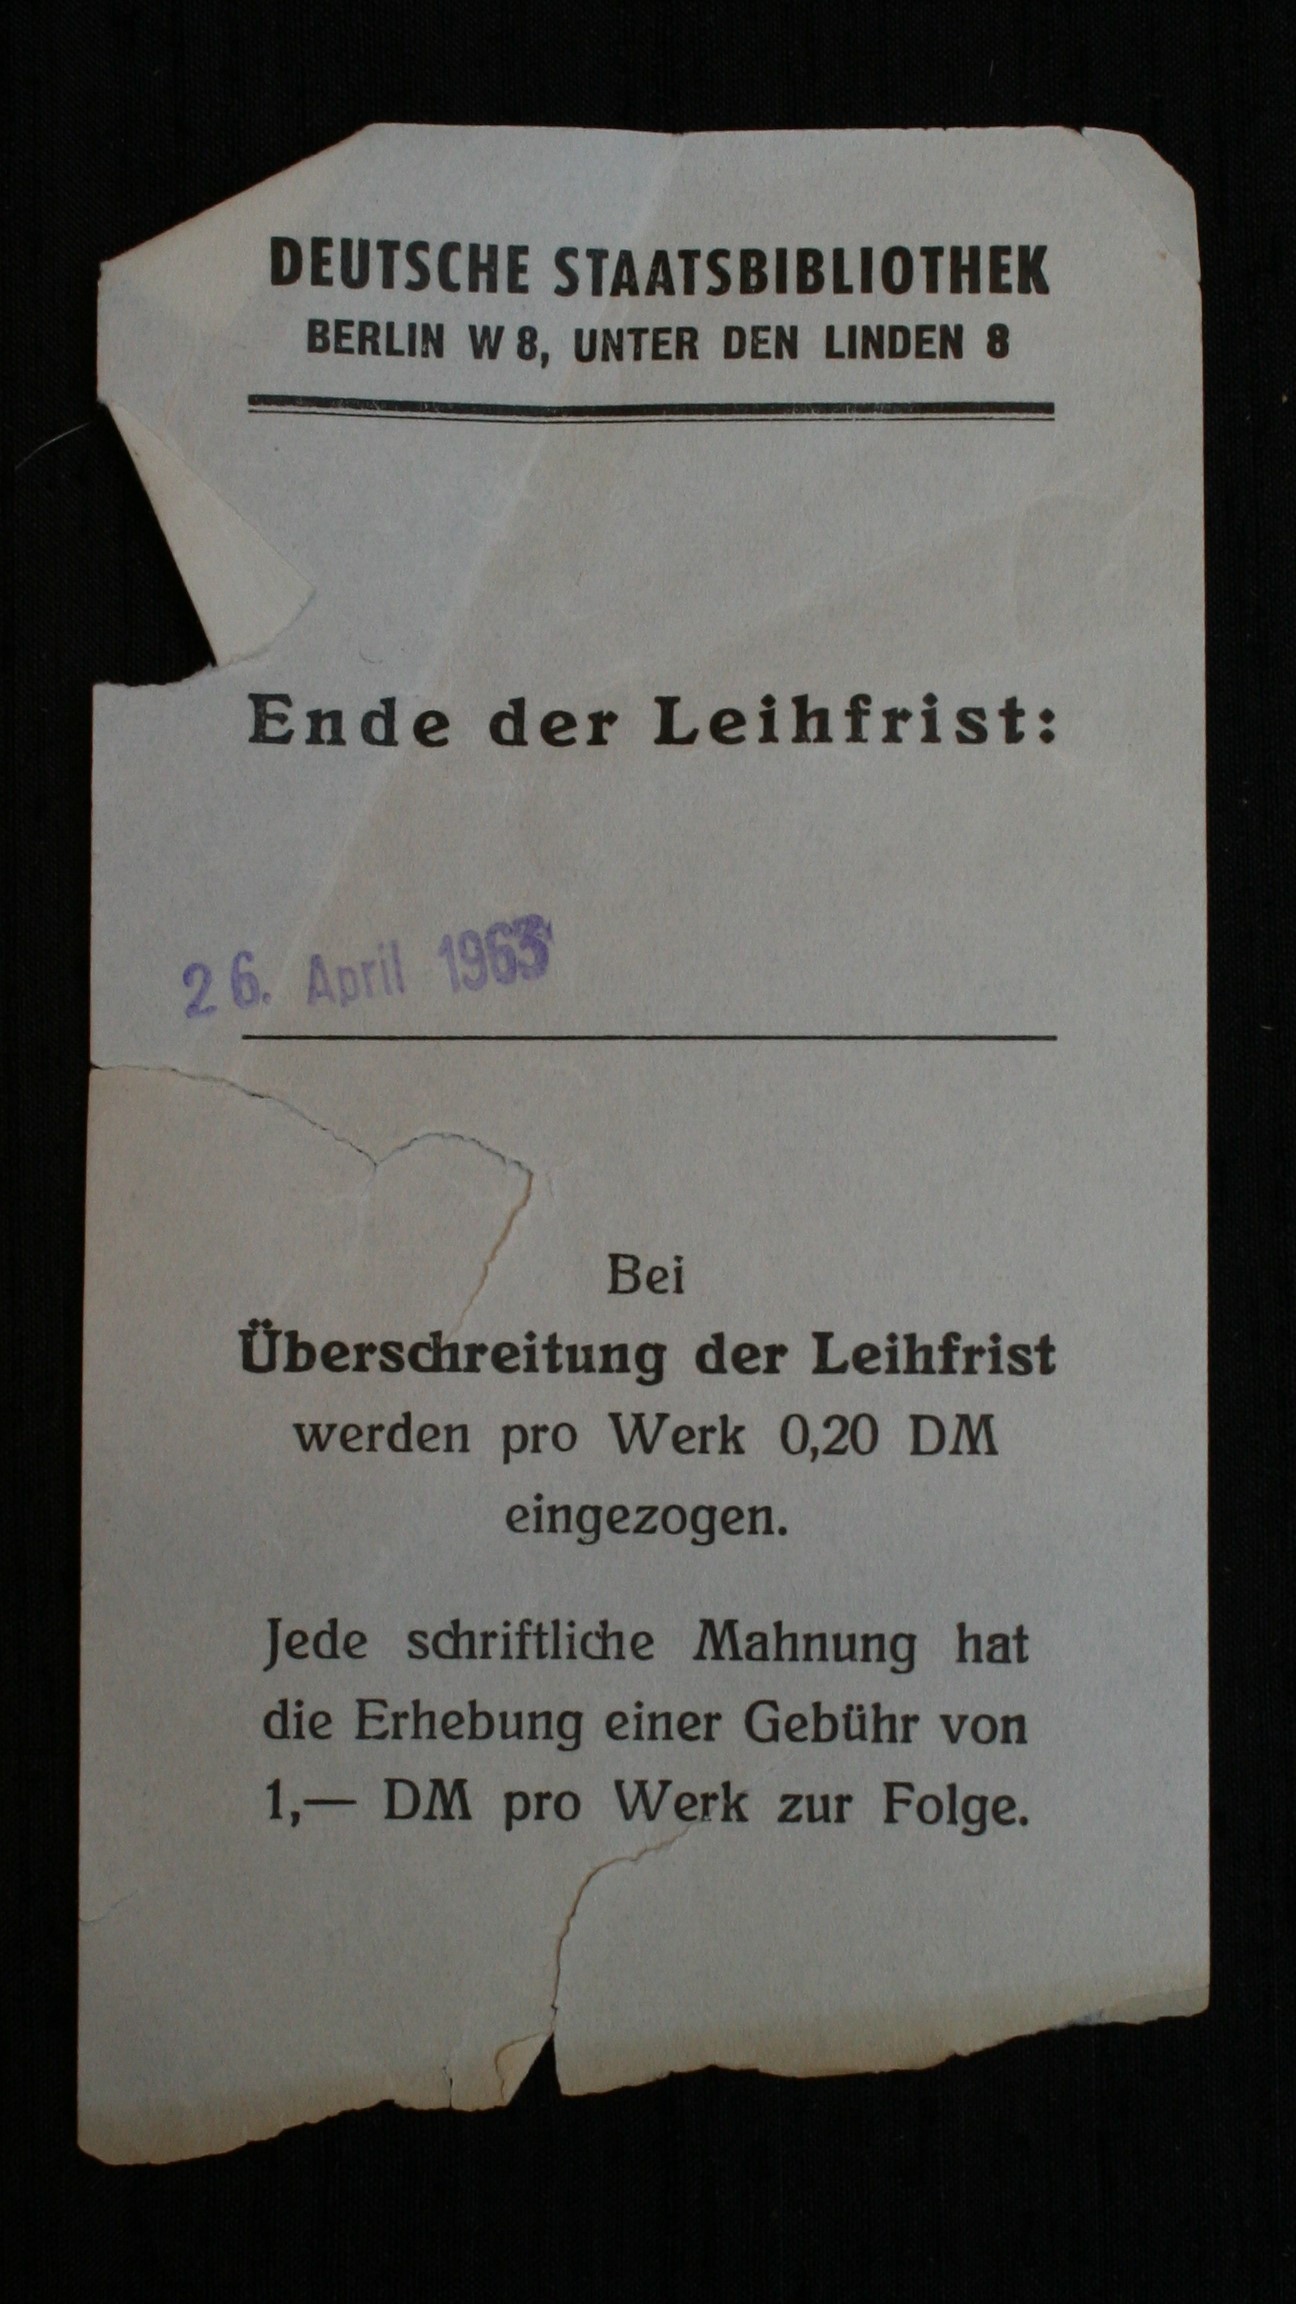 DEUTSCHE STAATSBIBLIOTHEK
BERLIN W 8, UNTER DEN LINDEN 8
Ende der Leihfrist:
26. April 1963
Bei
Überschreitung der Leihfrist
werden pro Werk 0,20 DM
eingezogen.
Jede schriftliche Mahnung hat
die Erhebung einer Gebühr von
1,— DM pro Werk zur Folge.